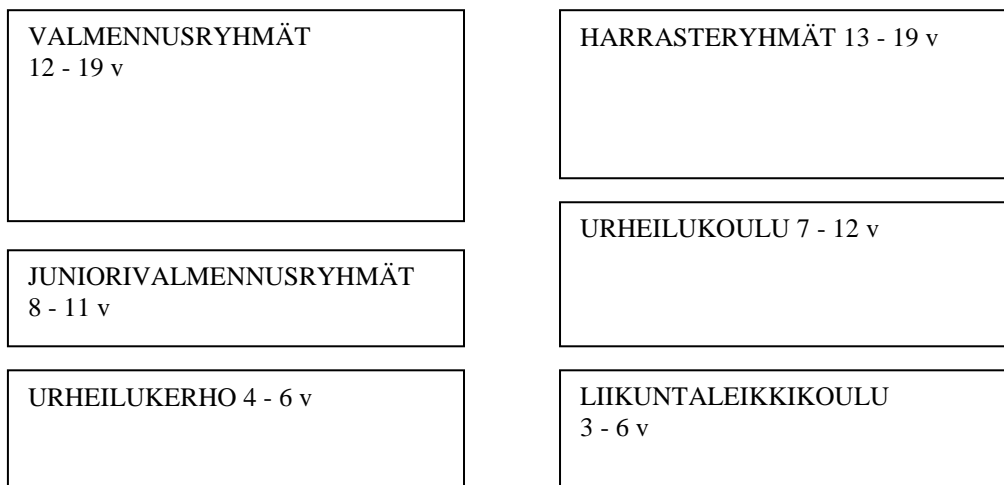 VALMENNUSRYHMÄT
12 - 19 v
JUNIORIVALMENNUSRYHMÄT
8 - 11 v
URHEILUKERHO 4 - 6 v
HARRASTERYHMÄT 13 - 19 v
URHEILUKOULU 7 - 12 v
LIIKUNTALEIKKIKOULU
3 - 6 v